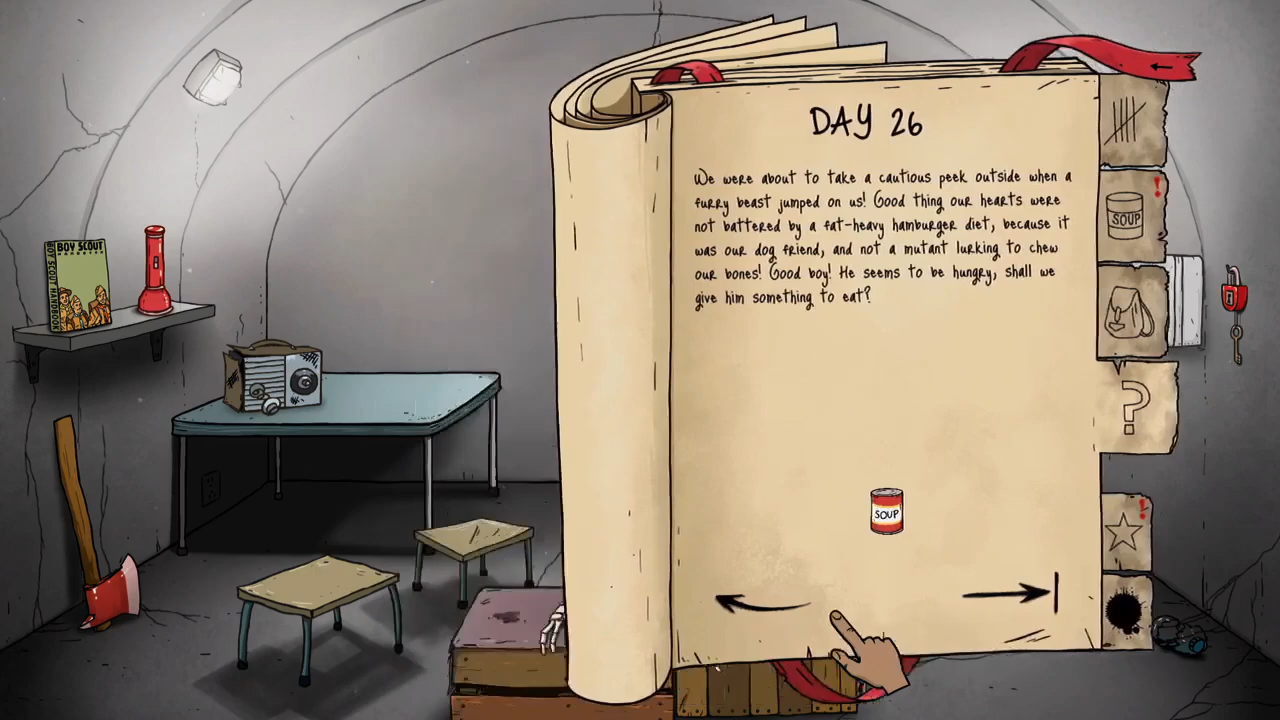 DAY 26
We were about to take a cautious peek outside when a
furry beast jumped on us! Good thing our hearts were
not battered by a fat-heavy hamburger diet, because it
was our dog friend, and not a mutant lurking to chew
our bones! Good boy! He seems to be hungry, shall we
give him something to eat?
SOUP
SOUP
!
?
!
BOY SCOUT
BOY SCOUT HANDBOOK